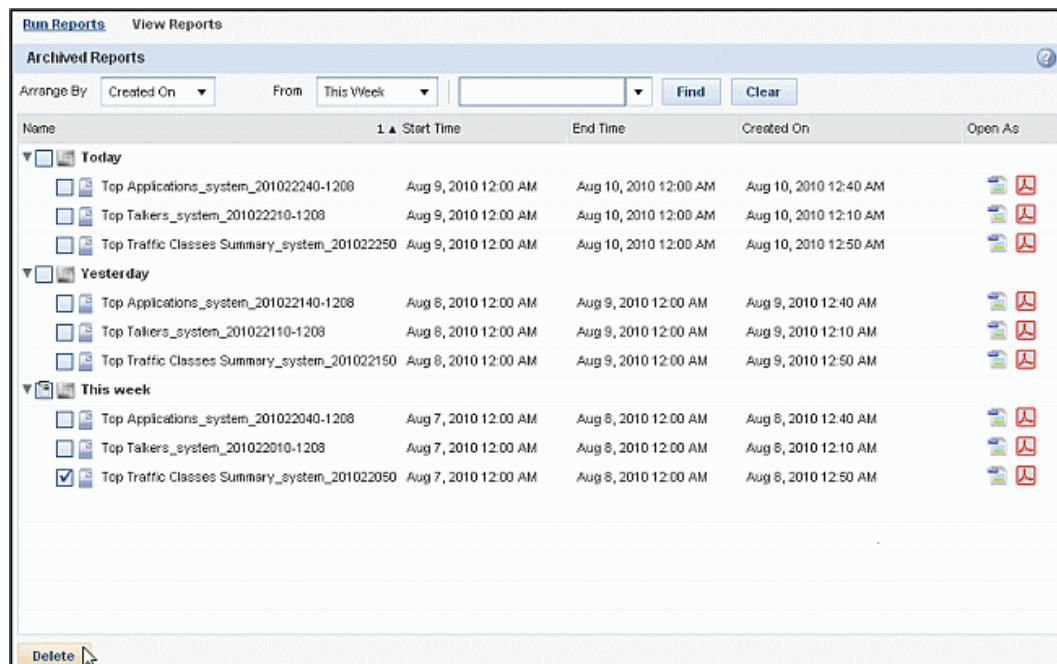 Run Reports View Reports
Archived Reports
Arrange By Created On From This Week Find Clear
Name 1 Start Time End Time Created On Open As
Today
Top Applications_system_201022240-1208 Aug 9, 2010 12:00 AM Aug 10, 2010 12:00 AM Aug 10, 2010 12:40 AM
Top Talkers_system_201022210-1208 Aug 9, 2010 12:00 AM Aug 10, 2010 12:00 AM Aug 10, 2010 12:10 AM
Top Traffic Classes Summary_system_201022250 Aug 9, 2010 12:00 AM Aug 10, 2010 12:00 AM Aug 10, 2010 12:50 AM
Yesterday
Top Applications_system_201022140-1208 Aug 8, 2010 12:00 AM Aug 9, 2010 12:00 AM Aug 9, 2010 12:40 AM
Top Talkers_system_201022110-1208 Aug 8, 2010 12:00 AM Aug 9, 2010 12:00 AM Aug 9, 2010 12:10 AM
Top Traffic Classes Summary_system_201022150 Aug 8, 2010 12:00 AM Aug 9, 2010 12:00 AM Aug 9, 2010 12:50 AM
This week
Top Applications_system_201022040-1208 Aug 7, 2010 12:00 AM Aug 8, 2010 12:00 AM Aug 8, 2010 12:40 AM
Top Talkers_system_201022010-1208 Aug 7, 2010 12:00 AM Aug 8, 2010 12:00 AM Aug 8, 2010 12:10 AM
Top Traffic Classes Summary_system_201022050 Aug 7, 2010 12:00 AM Aug 8, 2010 12:00 AM Aug 8, 2010 12:50 AM
Delete